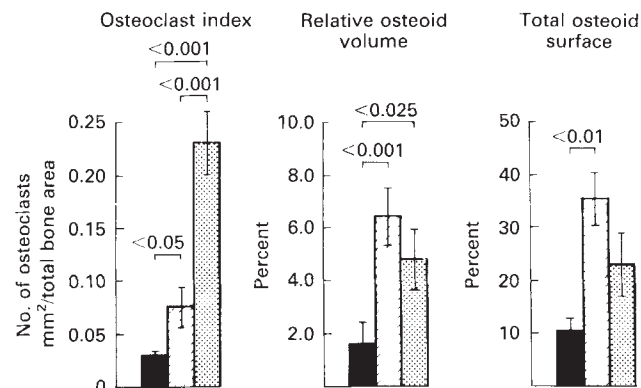 Osteoclast index
<0.001
<0.001
<0.05
No. of osteoclasts
mm²/total bone area
0.25
0.20
0.15
0.100
0.050
0
Relative osteoid
volume
<0.025
<0.001
Percent
10.0
8.0
6.0
4.0
2.0
Total osteoid
surface
<0.01
Percent
50
40
30
20
10